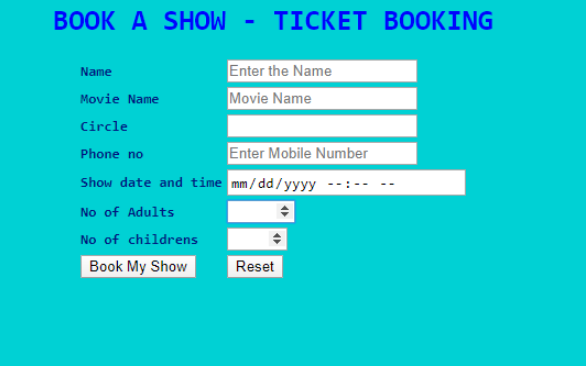 BOOK A SHOW - TICKET BOOKING
Name Enter the Name
Movie Name Movie Name
Circle
Phone no Enter Mobile Number
Show date and time mm/dd/yyyy --:-- --
No of Adults
No of childrens
Book My Show Reset